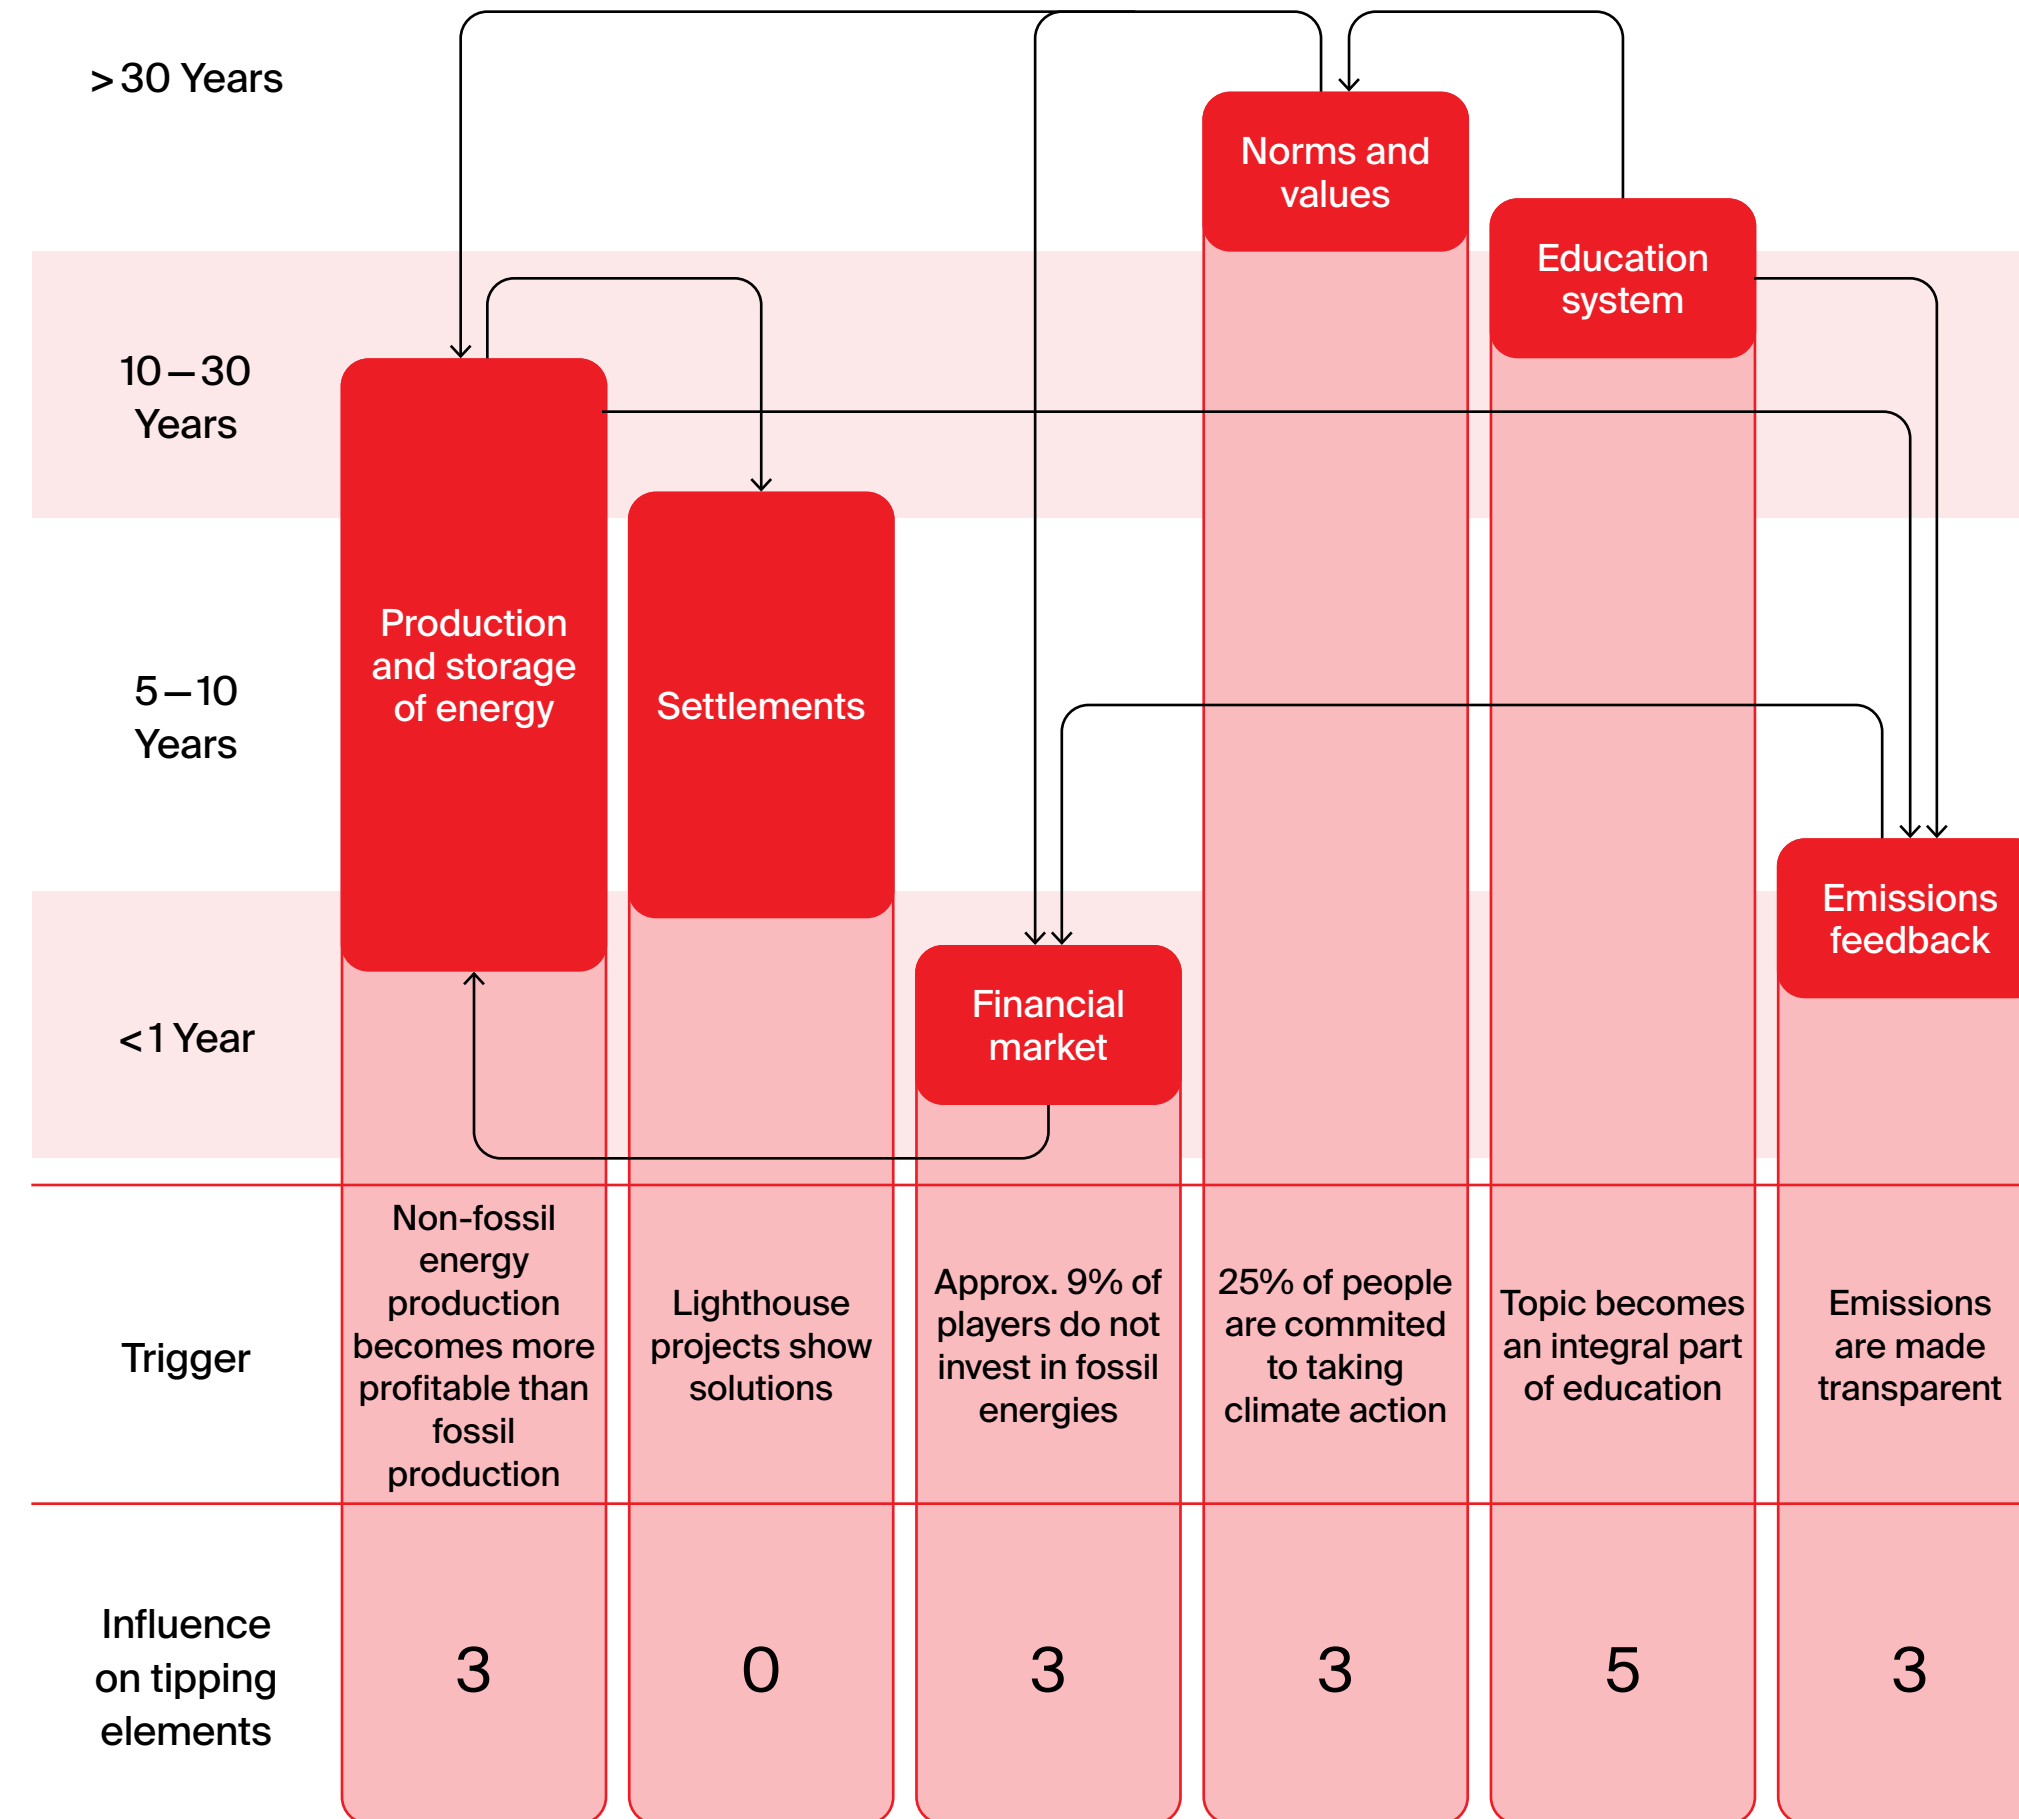 > 30 Years
Norms and
values
Education
system
10 – 30
Years
Production
and storage
of energy
Settlements
5 – 10
Years
Emissions
feedback
Financial
market
< 1 Year
Trigger
Non-fossil
energy
production
becomes more
profitable than
fossil
production
Lighthouse
projects show
solutions
Approx. 9% of
players do not
invest in fossil
energies
25% of people
are commited
to taking
climate action
Topic becomes
an integral part
of education
Emissions
are made
transparent
Influence
on tipping
elements
3
0
3
3
5
3